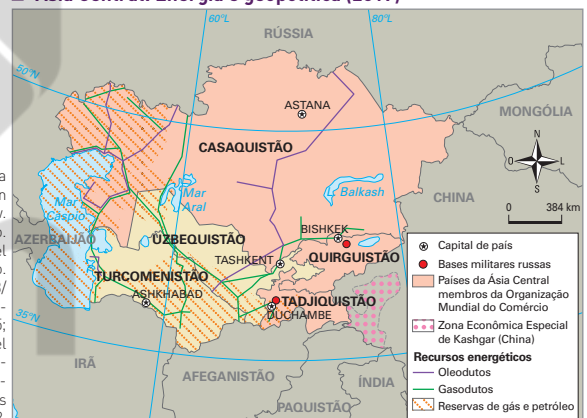 Ásia Central: Energia e geopolítica (2017)
60°L
80°L
RÚSSIA
50°N
ASTANA
MONGÓLIA
CASAQUISTÃO
N
O
L
S
Mar
Cáspio
Mar
Aral
Balkash
CHINA
0
384 km
AZERBAIJÃO
UZBEQUISTÃO
BISHKEK
TASHKENT
QUIRGUISTÃO
TURCOMENISTÃO
ASHKHABAD
TADJIQUISTÃO
DUCHAMBE
35°N
IRÃ
AFEGANISTÃO
ÍNDIA
PAQUISTÃO
Capital de país
Bases militares russas
Países da Ásia Central
membros da Organização
Mundial do Comércio
Zona Econômica Especial
de Kashgar (China)
Recursos energéticos
Oleodutos
Gasodutos
Reservas de gás e petróleo